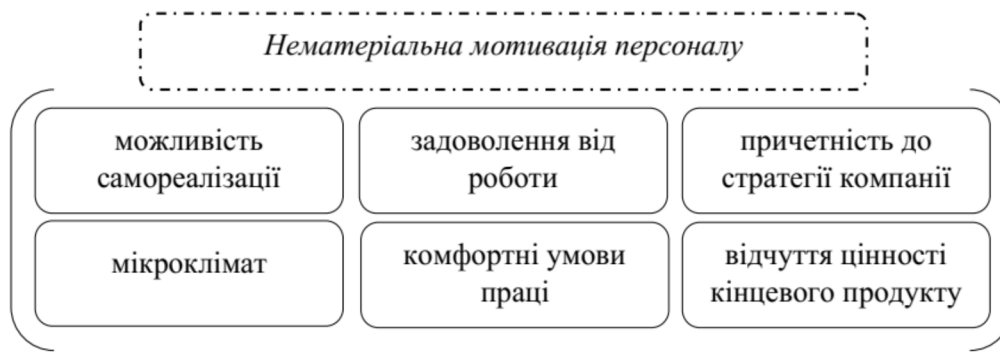 Нематеріальна мотивація персоналу
можливість
самореалізації
задоволення від
роботи
причетність до
стратегії компанії
мікроклімат
комфортні умови
праці
відчуття цінності
кінцевого продукту